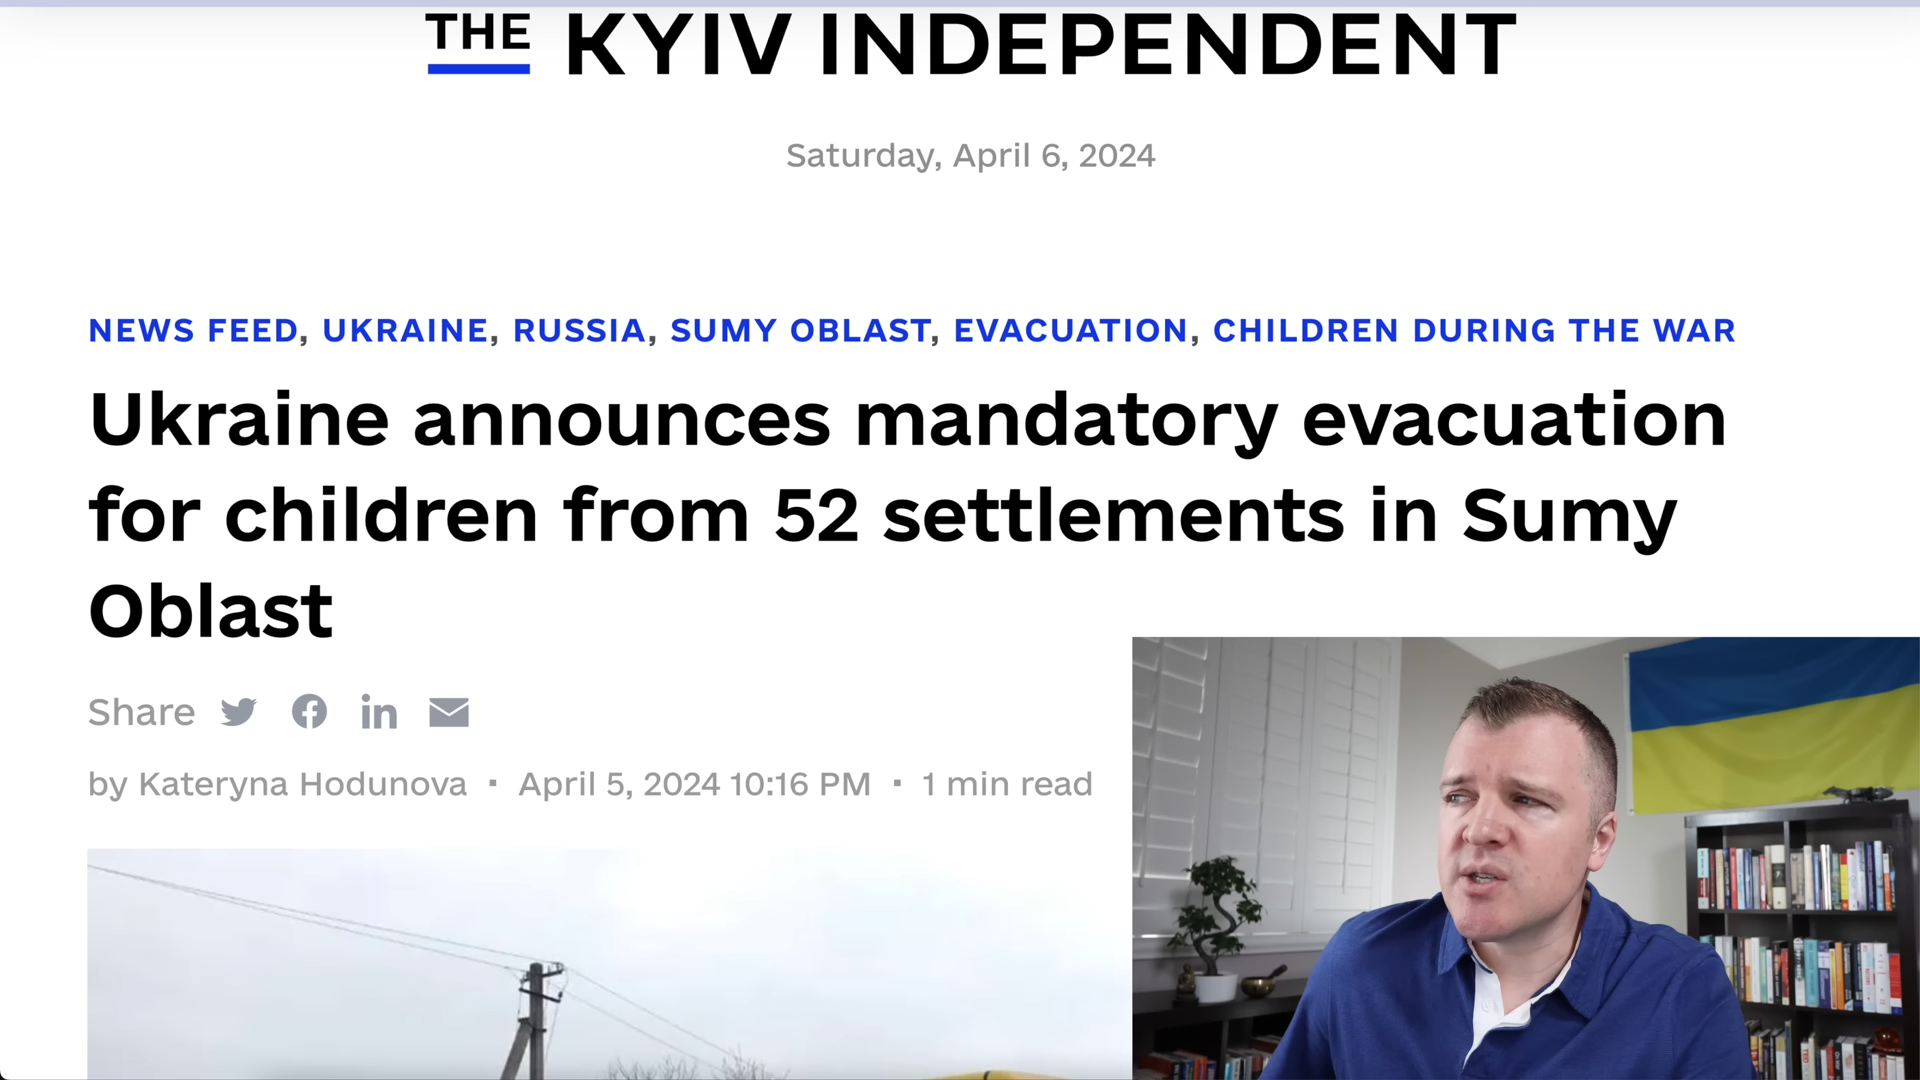 THE KYIV INDEPENDENT
Saturday, April 6, 2024
NEWS FEED, UKRAINE, RUSSIA, SUMY OBLAST, EVACUATION, CHILDREN DURING THE WAR
Ukraine announces mandatory evacuation
for children from 52 settlements in Sumy
Oblast
Share
by Kateryna Hodunova · April 5, 2024 10:16 PM · 1 min read